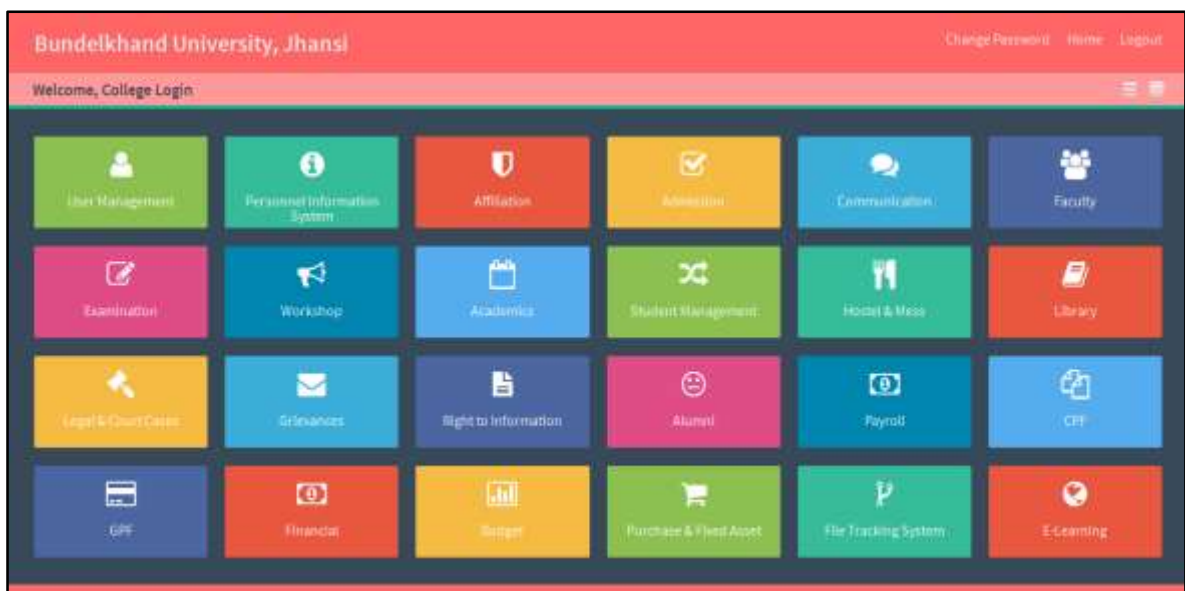 Bundelkhand University, Jhansi
Change Password Home Logout
Welcome, College Login
User Management
Personnel Information
System
Affiliation
Admission
Communication
Faculty
Examination
Workshop
Academics
Student Management
Hostel & Mess
Library
Legal & Court Cases
Grievances
Right to Information
Alumni
Payroll
CPF
GPF
Financial
Budget
Purchase & Fixed Asset
File Tracking System
E-Learning